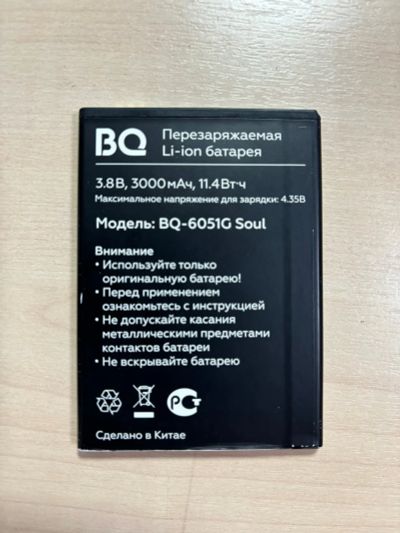 BQ
Перезаряжаемая
Li-ion батарея
3.8В, 3000мАч, 11.4Вт·ч
Максимальное напряжение для зарядки: 4.35В
Модель: BQ-6051G Soul
Внимание
• Используйте только
оригинальную батарею!
• Перед применением
ознакомьтесь с инструкцией
• Не допускайте касания
металлическими предметами
контактов батареи
• Не вскрывайте батарею
Сделано в Китае